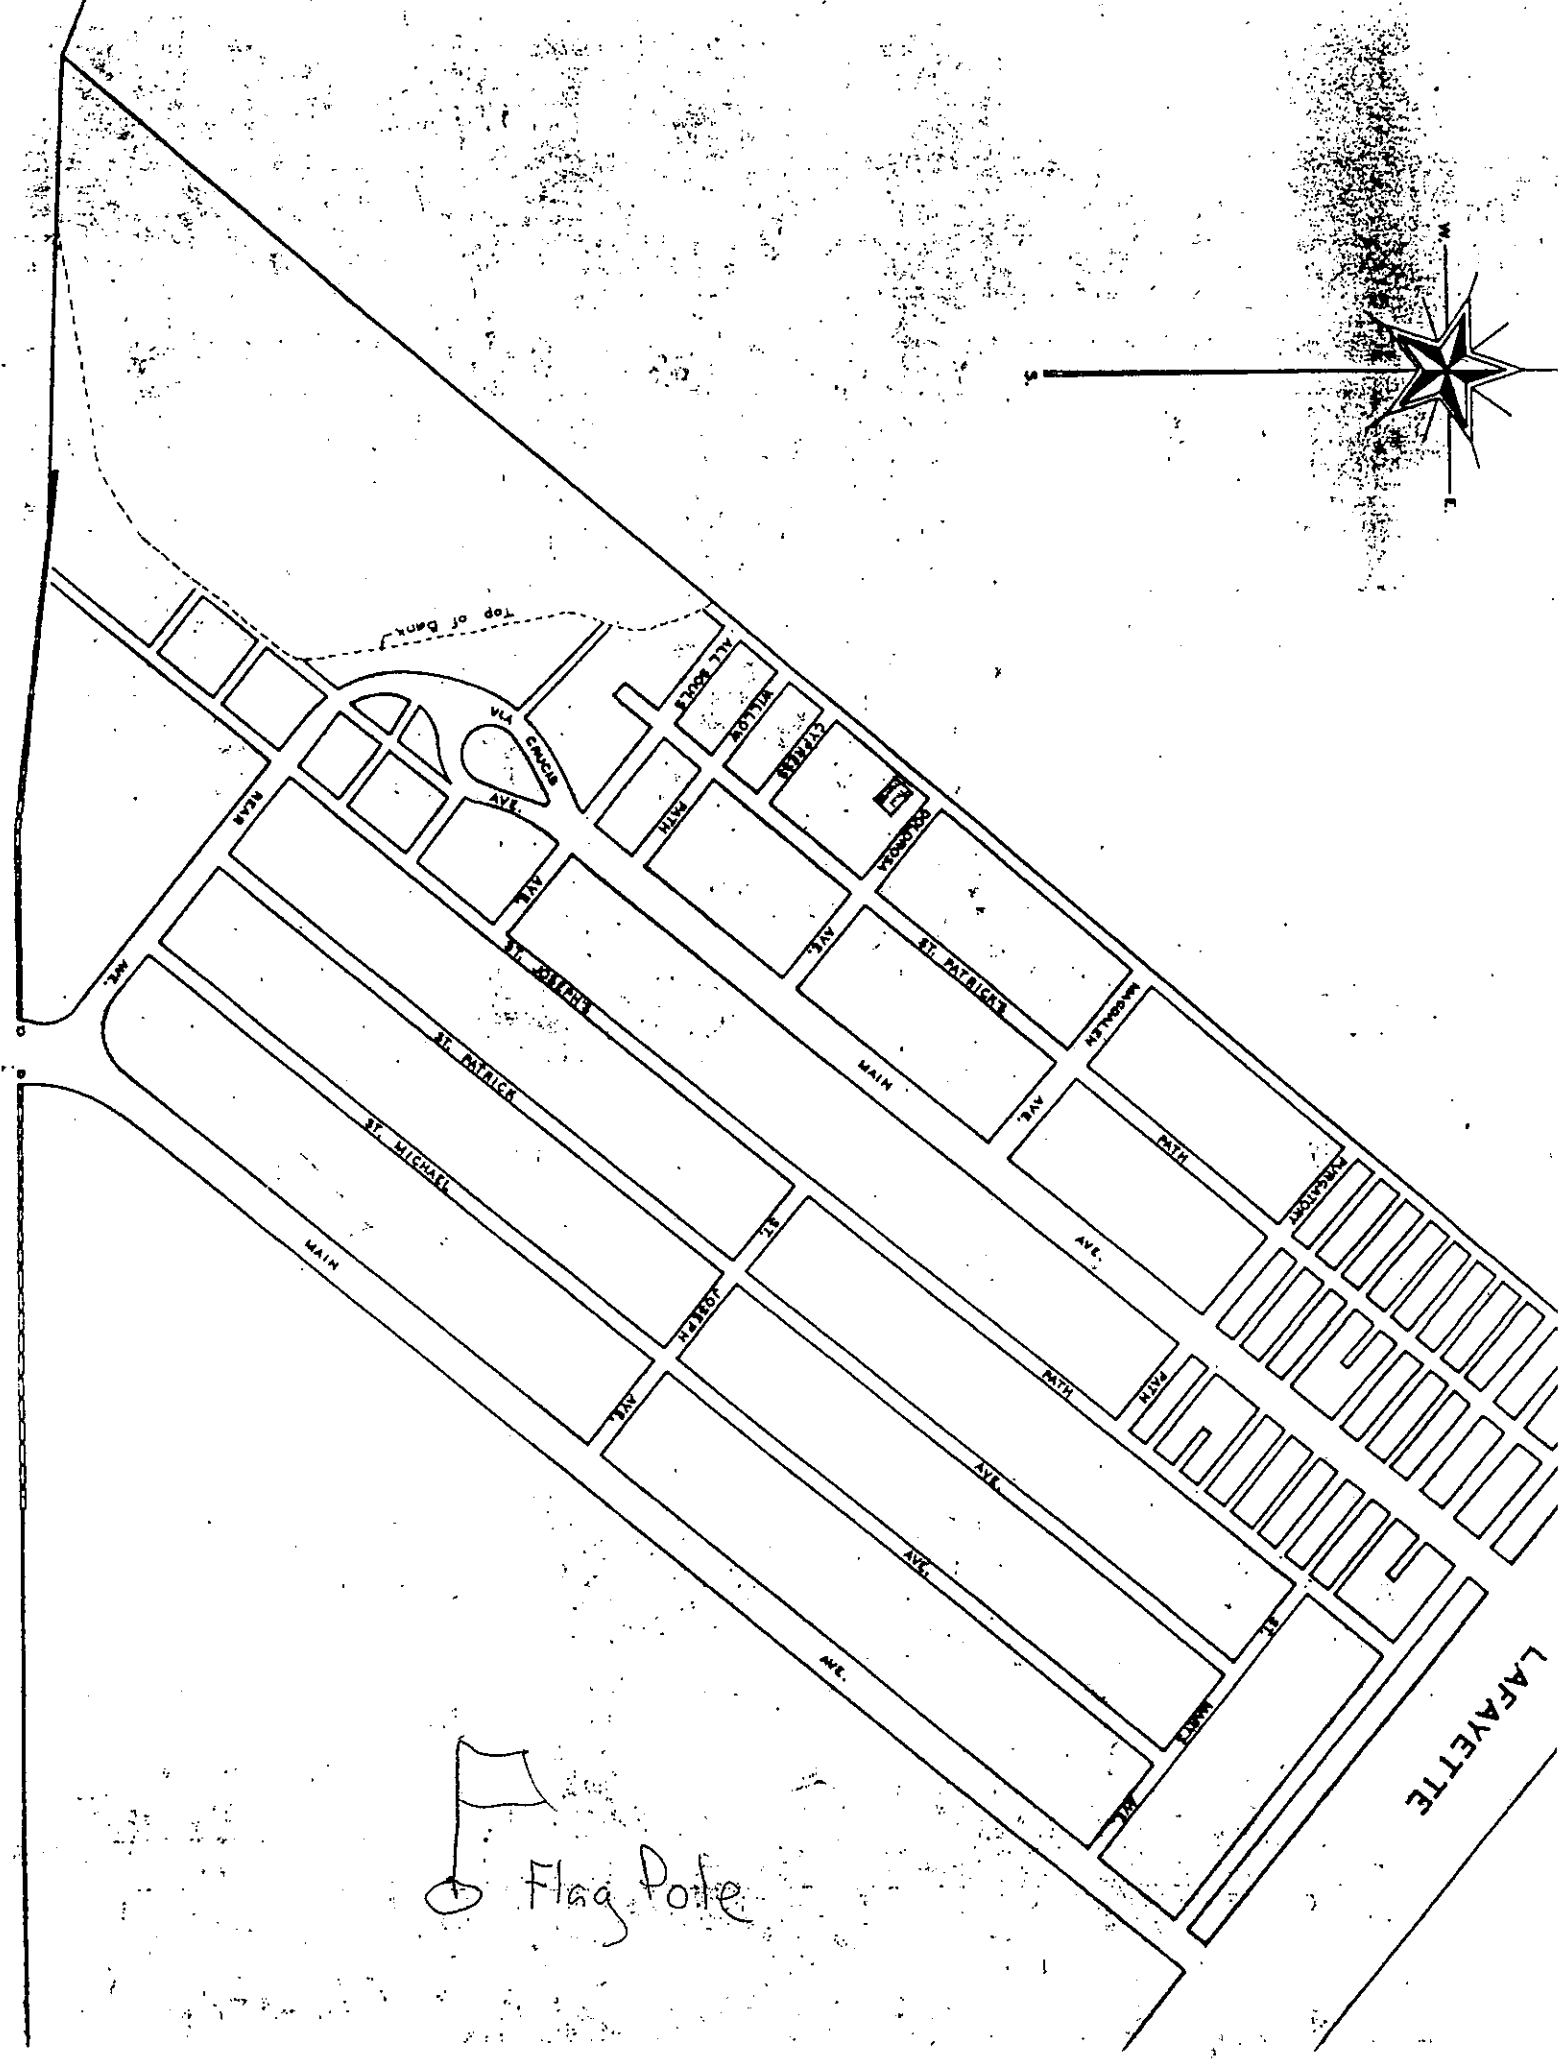 W.
S.
E.
Top of Bank
ALL SOULS
WILLOW
CYPRESS
VIA CRUCIS
AVE.
PATH
DOLOROSA
AVE.
REAR
AVE.
AVE.
ST. JOSEPH'S
ST. PATRICK'S
MAGDALEN
ST. PATRICK
MAIN
AVE.
PATH
PURGATORY
ST. MICHAEL
ST.
AVE.
MAIN
JOSEPH
PATH
PATH
AVE.
AVE.
AVE.
ST.
AVE.
MARY'S
LAFAYETTE
AVE.
Flag Pole